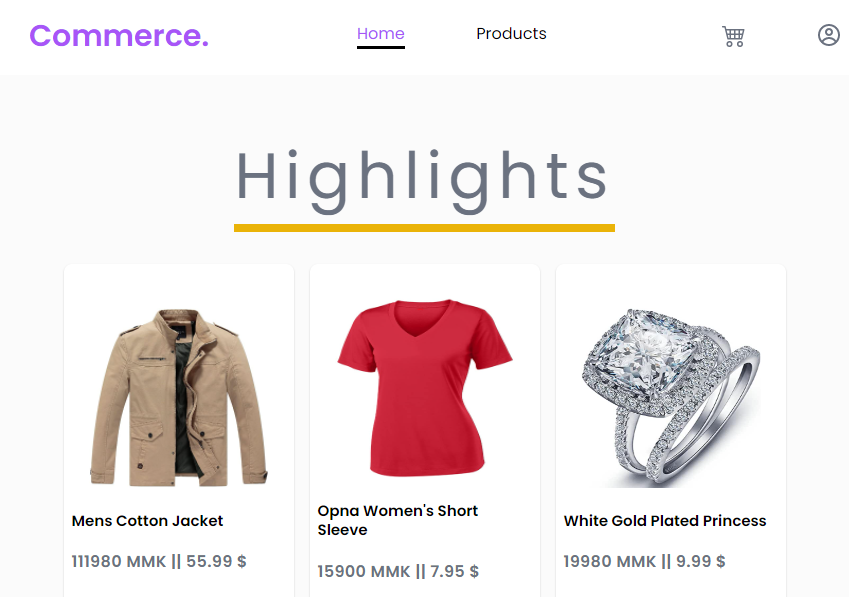 Commerce.
Home
Products
Highlights
Mens Cotton Jacket
111980 MMK || 55.99 $
Opna Women's Short
Sleeve
15900 MMK || 7.95 $
White Gold Plated Princess
19980 MMK || 9.99 $